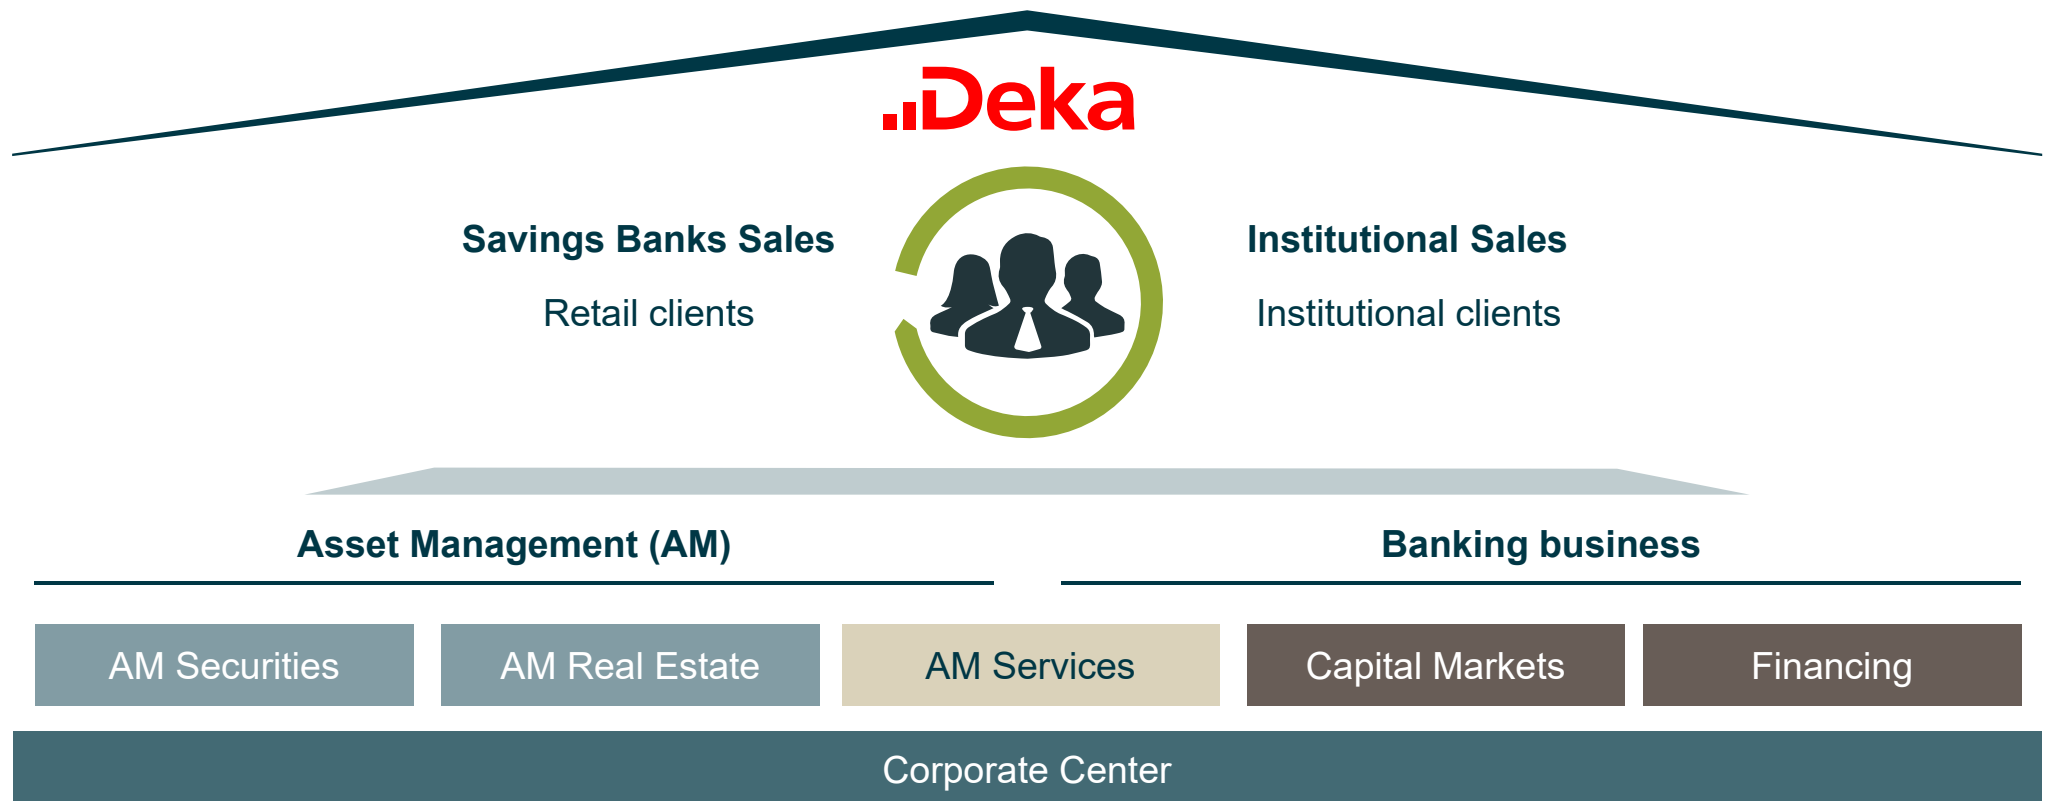 Deka
Savings Banks Sales
Retail clients
Institutional Sales
Institutional clients
Asset Management (AM)
Banking business
AM Securities
AM Real Estate
AM Services
Capital Markets
Financing
Corporate Center